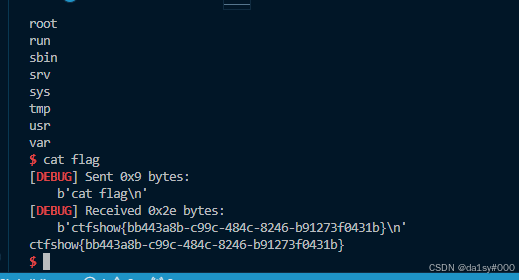 root
run
sbin
srv
sys
tmp
usr
var
$ cat flag
[DEBUG] Sent 0x9 bytes:
    b'cat flag\n'
[DEBUG] Received 0x2e bytes:
    b'ctfshow{bb443a8b-c99c-484c-8246-b91273f0431b}\n'
ctfshow{bb443a8b-c99c-484c-8246-b91273f0431b}
$
CSDN @da1sy#000